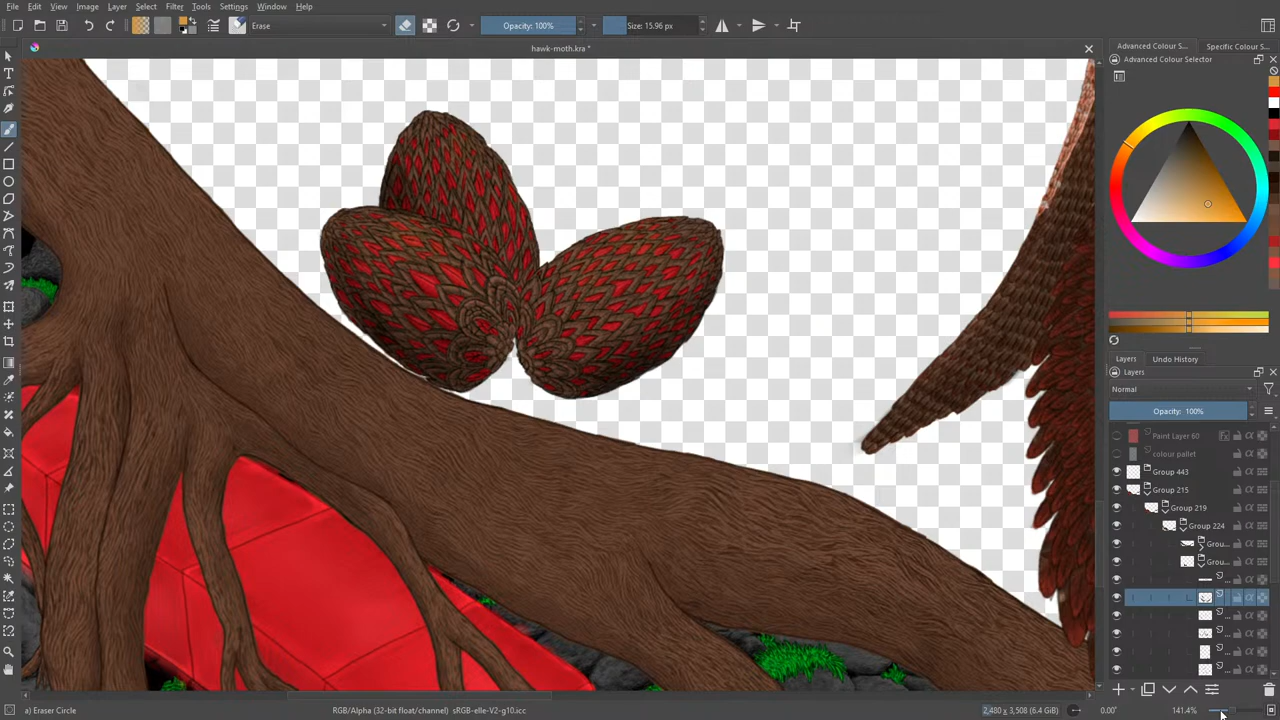 File Edit View Image Layer Select Filter Tools Settings Window Help
Erase Opacity: 100% Size: 15.96 px
hawk-moth.kra *
Advanced Colour S... Specific Colour S...
Advanced Colour Selector
Layers Undo History
Layers
Normal
Opacity: 100%
Paint Layer 60
colour pallet
Group 443
Group 215
Group 219
Group 224
Grou...
Grou...
a) Eraser Circle RGB/Alpha (32-bit float/channel) sRGB-elle-V2-g10.icc 2,480 x 3,508 (6.4 GiB) 0.00° 141.4%